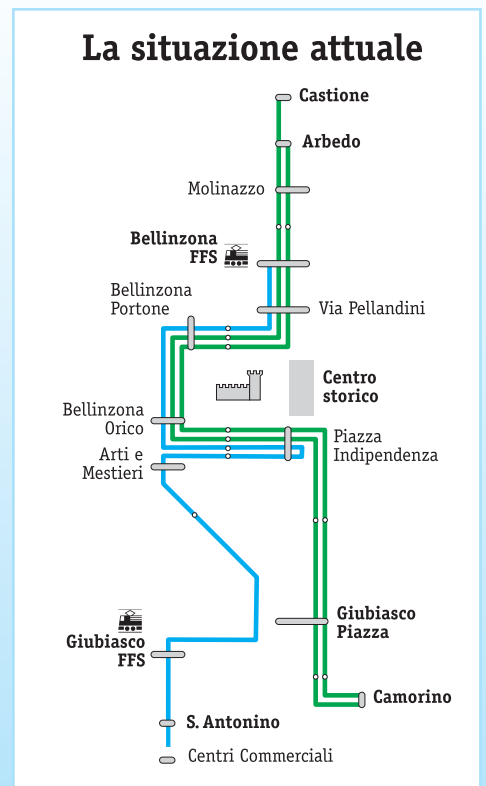 La situazione attuale
Castione
Arbedo
Molinazzo
Bellinzona
FFS
Bellinzona
Portone
Via Pellandini
Centro
storico
Bellinzona
Orico
Piazza
Indipendenza
Arti e
Mestieri
Giubiasco
Piazza
Giubiasco
FFS
Camorino
S. Antonino
Centri Commerciali